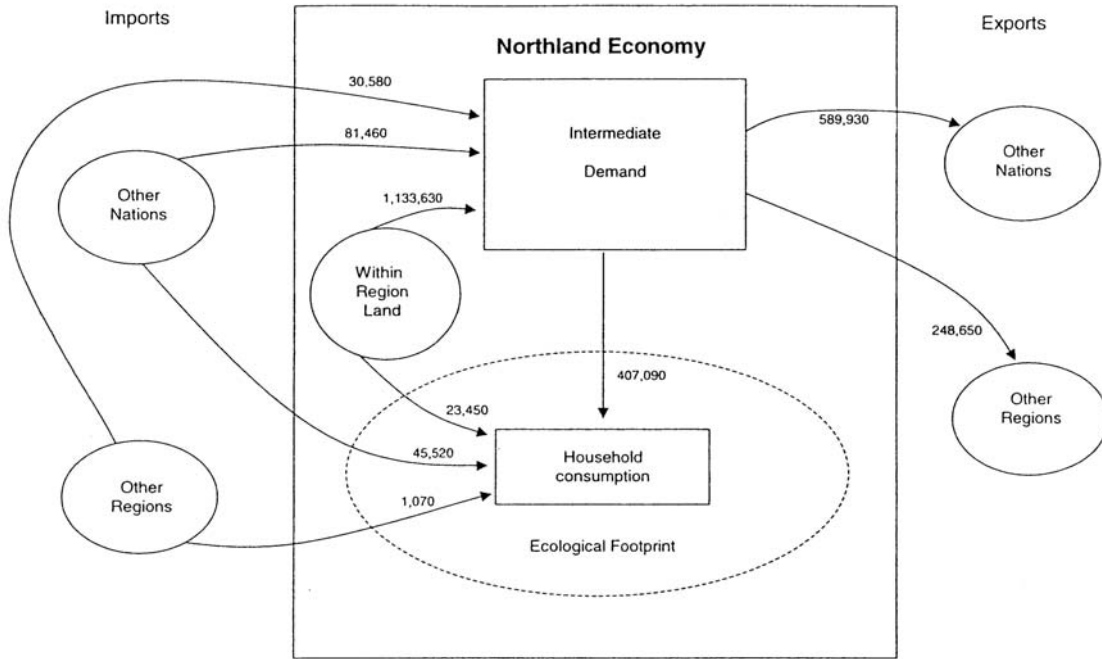 Imports
Exports
Northland Economy
30,580
81,460
1,133,630
Intermediate
Demand
589,930
248,650
Other
Nations
Other
Nations
Within
Region
Land
407,090
23,450
45,520
1,070
Household
consumption
Ecological Footprint
Other
Regions
Other
Regions